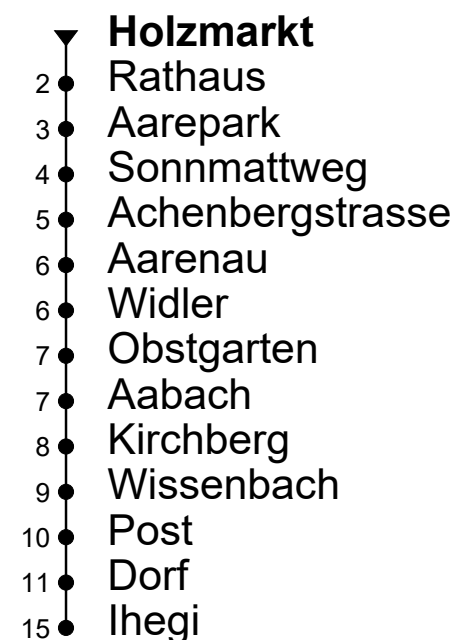 Holzmarkt
2 Rathaus
3 Aarepark
4 Sonnmattweg
5 Achenbergstrasse
6 Aarenau
6 Widler
7 Obstgarten
7 Aabach
8 Kirchberg
9 Wissenbach
10 Post
11 Dorf
15 Ihegi